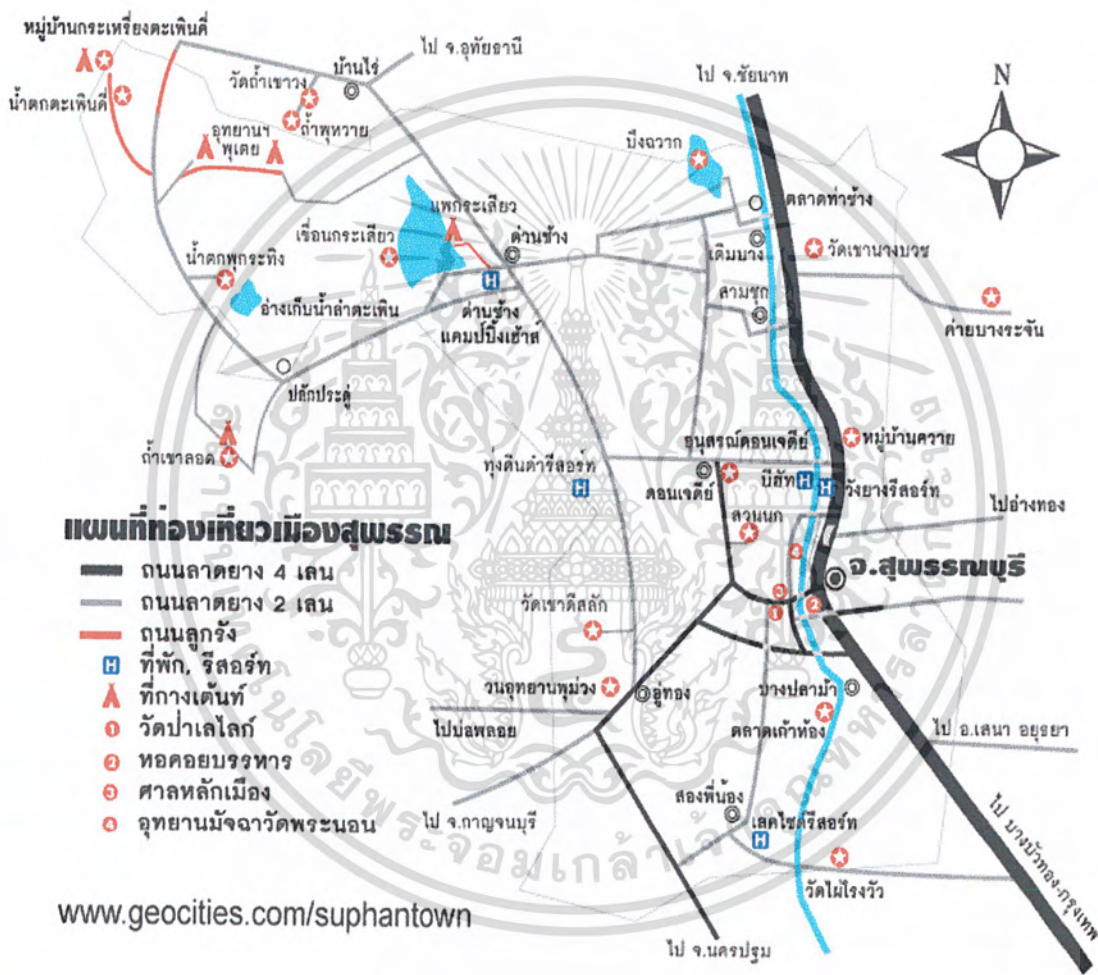 หมู่บ้านกระเหรี่ยงตะเพินคี่
น้ำตกตะเพินคี่
วัดถ้ำเขาวง
บ้านไร่
ไป จ.อุทัยธานี
ถ้ำพุหวาย
อุทยานฯ
พุเตย
ไป จ.ชัยนาท
N
บึงฉวาก
ตลาดท่าช้าง
แพกระเสียว
เขื่อนกระเสียว
ด่านช้าง
เดิมบาง
วัดเขานางบวช
น้ำตกพุกระทิง
อ่างเก็บน้ำลำตะเพิน
สามชุก
ค่ายบางระจัน
ด่านช้าง
แคมป์ปิ้งเฮ้าส์
ปลักประดู่
ถ้ำเขาลอด
อนุสรณ์ดอนเจดีย์
หมู่บ้านควาย
ทุ่งดินดำรีสอร์ท
ดอนเจดีย์
บีฮัท
วังยางรีสอร์ท
สวนนก
ไปอ่างทอง
จ.สุพรรณบุรี
แผนที่ท่องเที่ยวเมืองสุพรรณ
ถนนลาดยาง 4 เลน
ถนนลาดยาง 2 เลน
ถนนลูกรัง
H ที่พัก, รีสอร์ท
ที่กางเต้นท์
1 วัดป่าเลไลก์
2 หอคอยบรรหาร
3 ศาลหลักเมือง
4 อุทยานมัจฉาวัดพระนอน
วัดเขาดีสลัก
วนอุทยานพุม่วง
อู่ทอง
ไปบ่อพลอย
บางปลาม้า
ตลาดเก้าห้อง
ไป อ.เสนา อยุธยา
สองพี่น้อง
เลคไซด์รีสอร์ท
ไป จ.กาญจนบุรี
วัดไผ่โรงวัว
ไป บางบัวทอง-กรุงเทพ
ไป จ.นครปฐม
www.geocities.com/suphantown